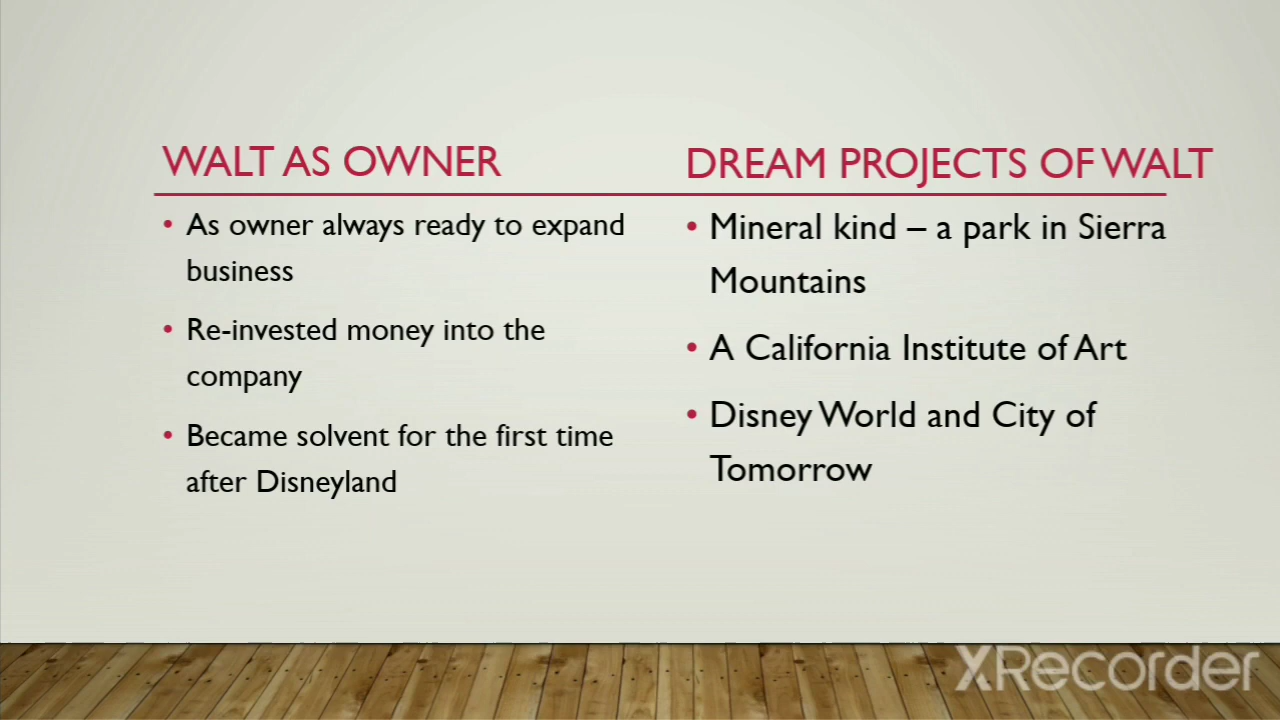 WALT AS OWNER
• As owner always ready to expand
business
• Re-invested money into the
company
• Became solvent for the first time
after Disneyland
DREAM PROJECTS OF WALT
• Mineral kind – a park in Sierra
Mountains
• A California Institute of Art
• Disney World and City of
Tomorrow
XRecorder